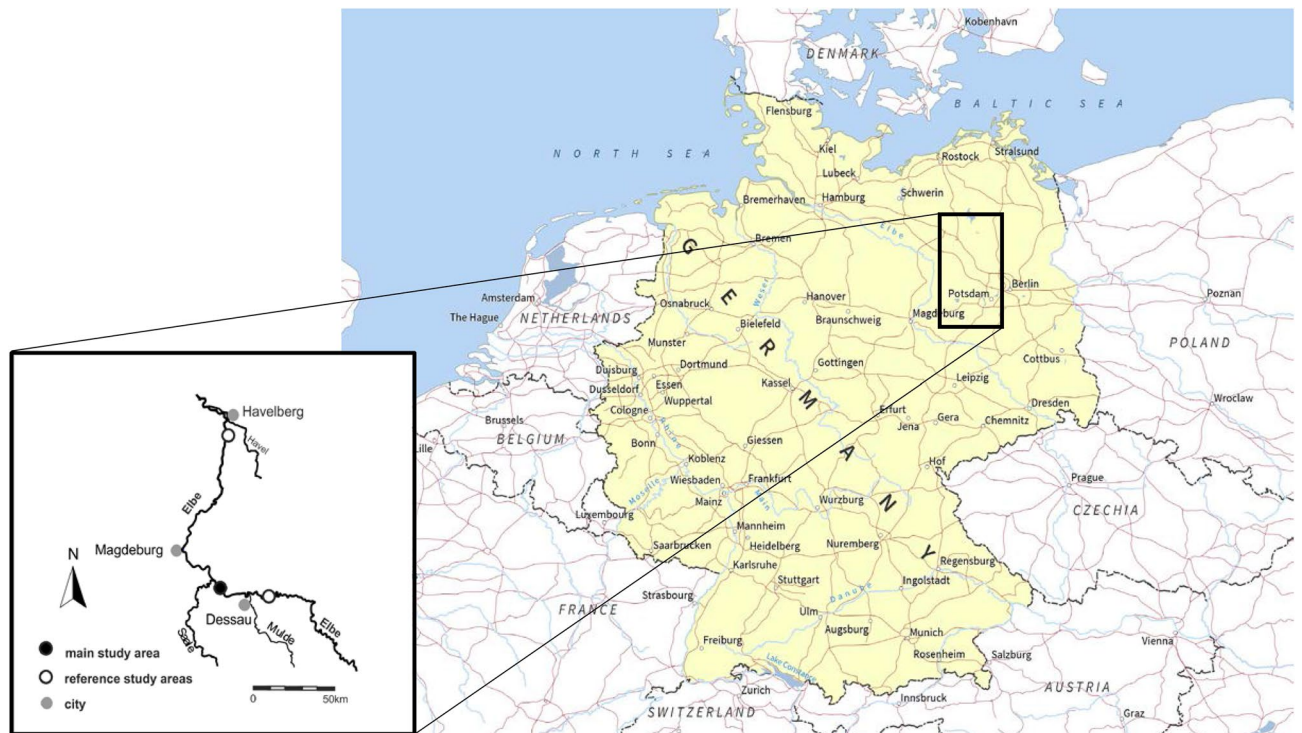 Kobenhavn
DENMARK
BALTIC SEA
Flensburg
NORTH SEA
Kiel
Rostock
Stralsund
Lubeck
Schwerin
Bremerhaven
Hamburg
Elbe
Bremen
GERMANY
Weser
Berlin
Potsdam
Poznan
Amsterdam
Osnabruck
Hanover
The Hague
NETHERLANDS
Braunschweig
Magdeburg
Bielefeld
POLAND
Munster
Cottbus
Duisburg
Dortmund
Gottingen
Leipzig
Essen
Kassel
Dusseldorf
Wuppertal
Wroclaw
Dresden
Cologne
Erfurt
Gera
Chemnitz
Brussels
Jena
BELGIUM
Lille
Bonn
Giessen
Koblenz
Hof
Frankfurt
Prague
Wiesbaden
Moselle
Mainz
Main
Wurzburg
CZECHIA
Luxembourg
Mannheim
Heidelberg
Nuremberg
Saarbrucken
Regensburg
Karlsruhe
Stuttgart
Ingolstadt
Strasbourg
Danube
FRANCE
Ulm
Augsburg
Munich
Vienna
Freiburg
Rosenheim
Salzburg
Lake Constance
Zurich
AUSTRIA
Innsbruck
SWITZERLAND
Graz
Havelberg
Havel
Elbe
Magdeburg
N
Dessau
Elbe
Mulde
Saale
main study area
reference study areas
0 50km
city